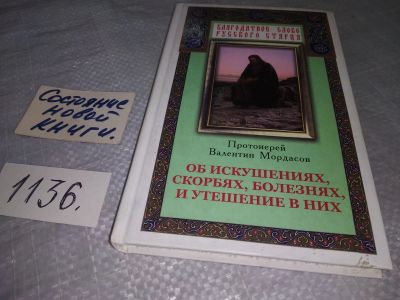 БЛАГОДАТНОЕ СЛОВО
РУССКОГО СТАРЦА
Протоиерей
Валентин Мордасов
ОБ ИСКУШЕНИЯХ,
СКОРБЯХ, БОЛЕЗНЯХ,
И УТЕШЕНИЕ В НИХ
Состояние
новой
книги.
1136.